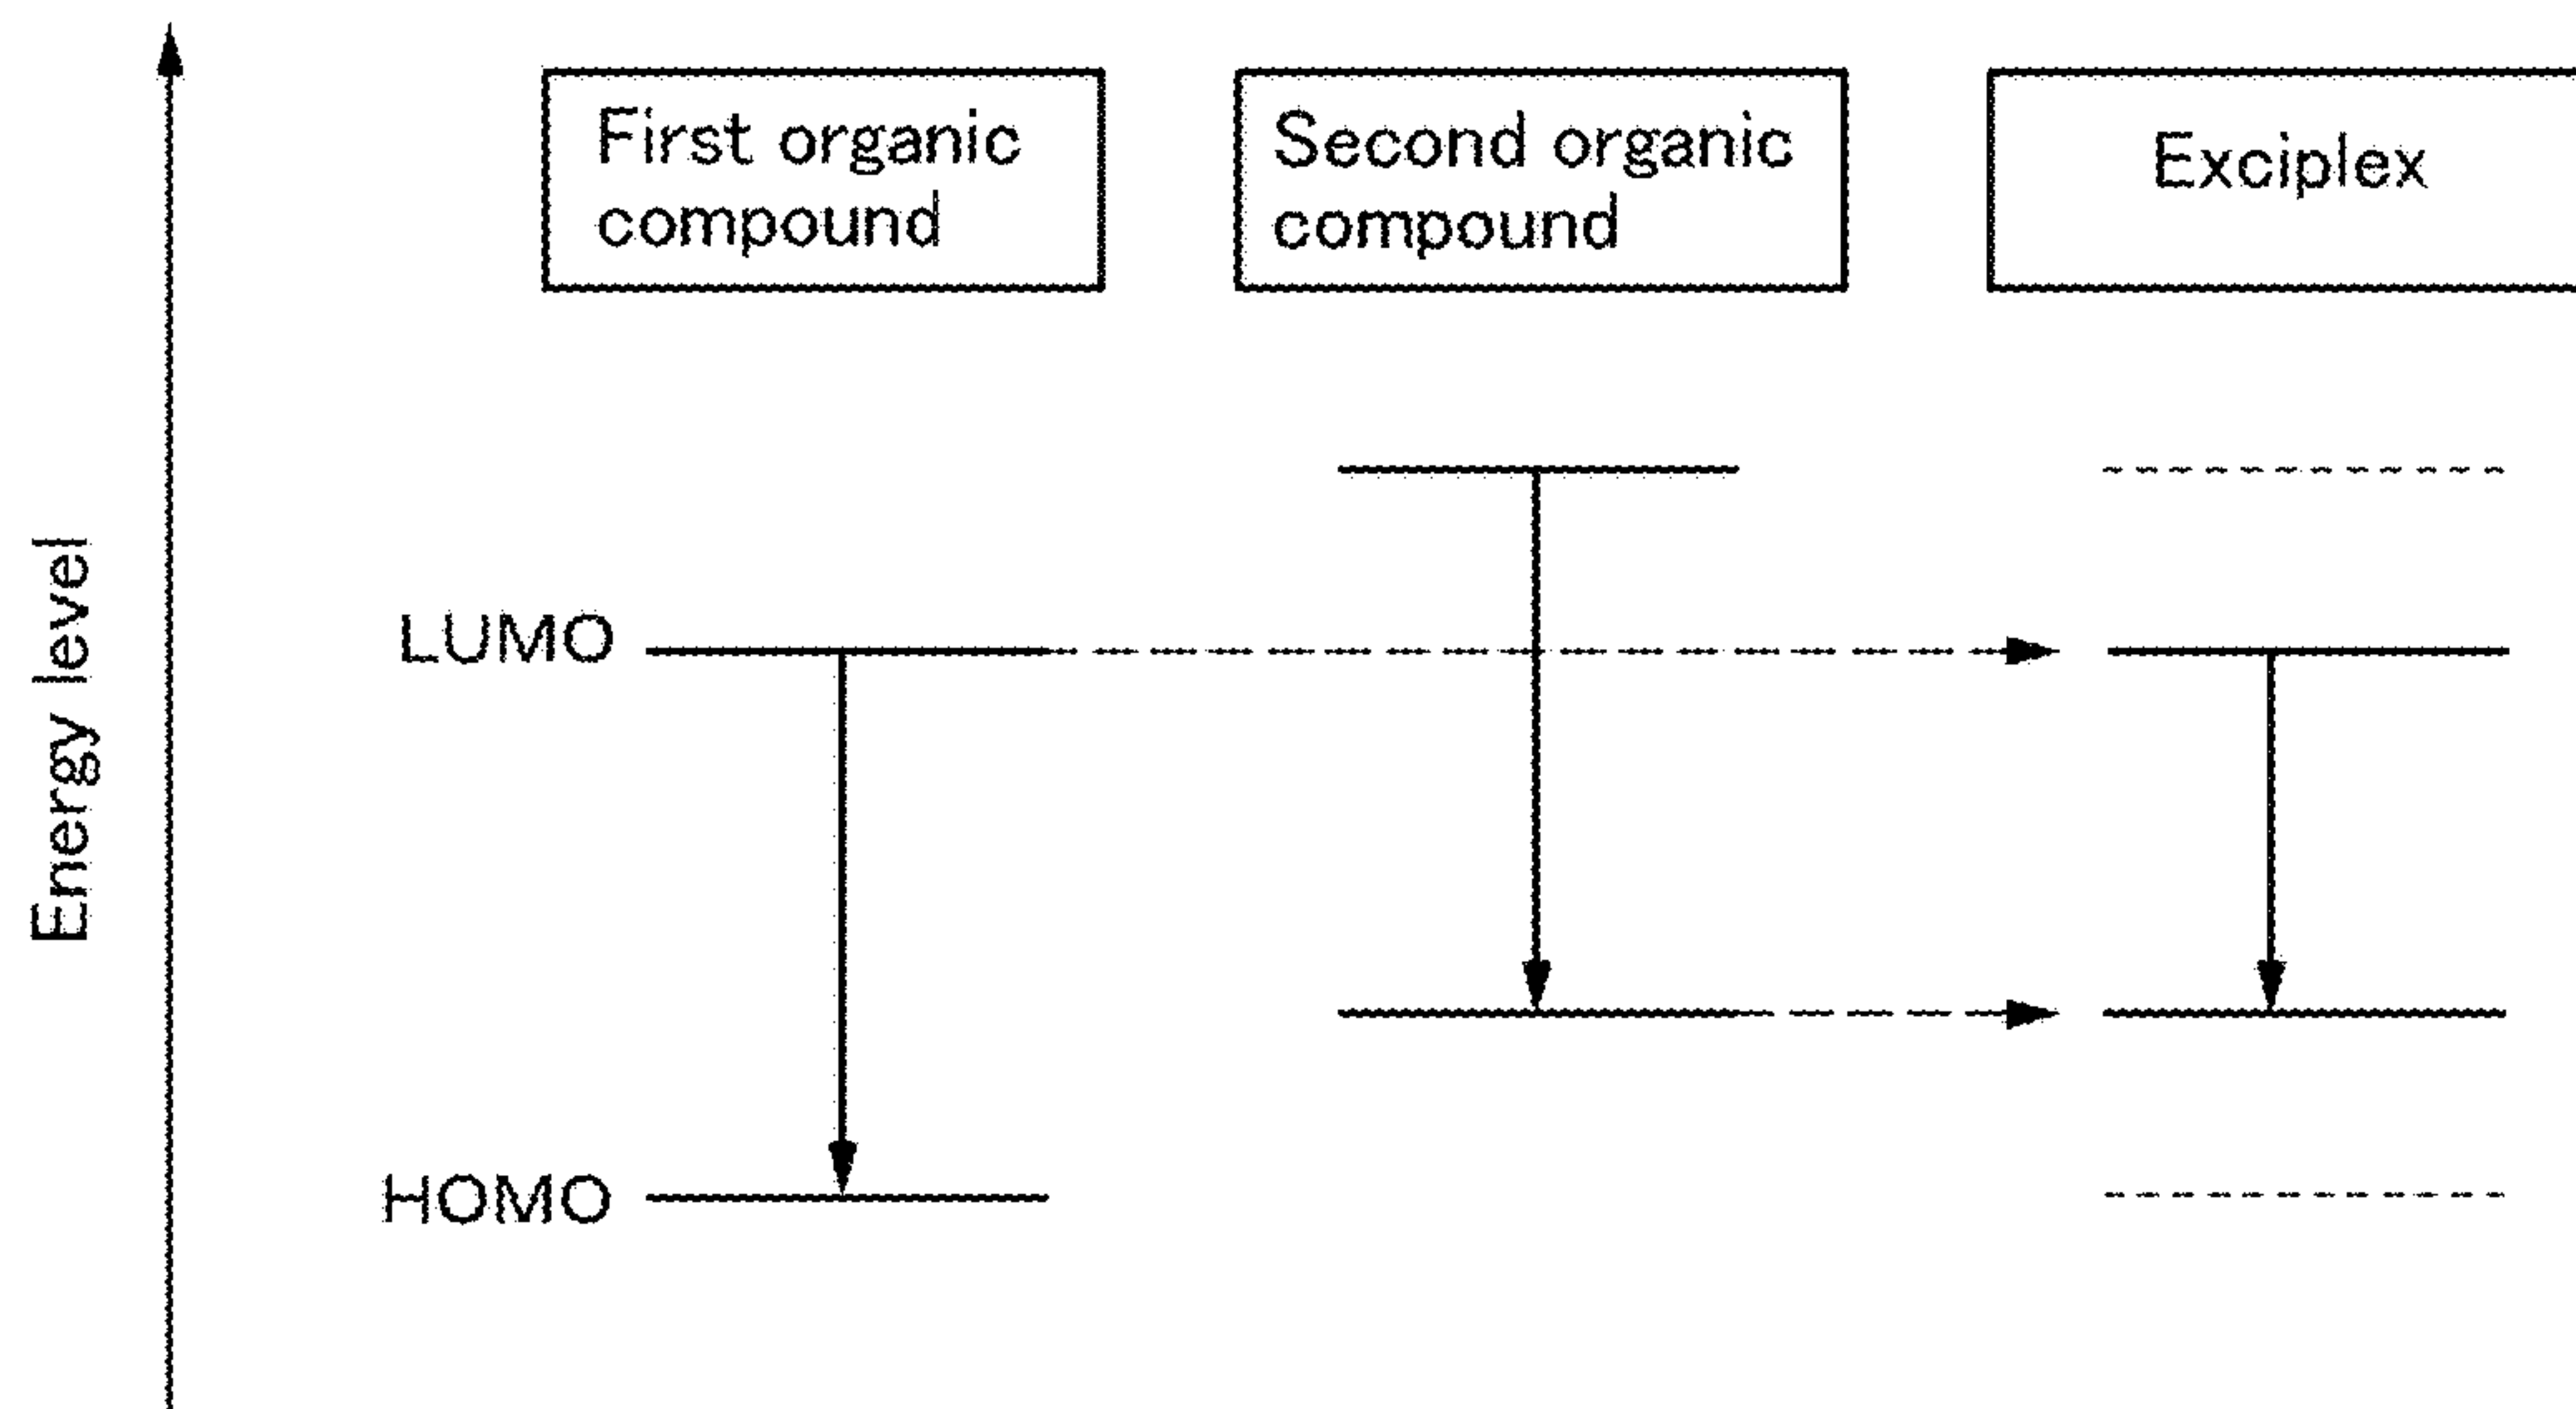 First organic
compound
Second organic
compound
Exciplex
Energy level
LUMO
HOMO